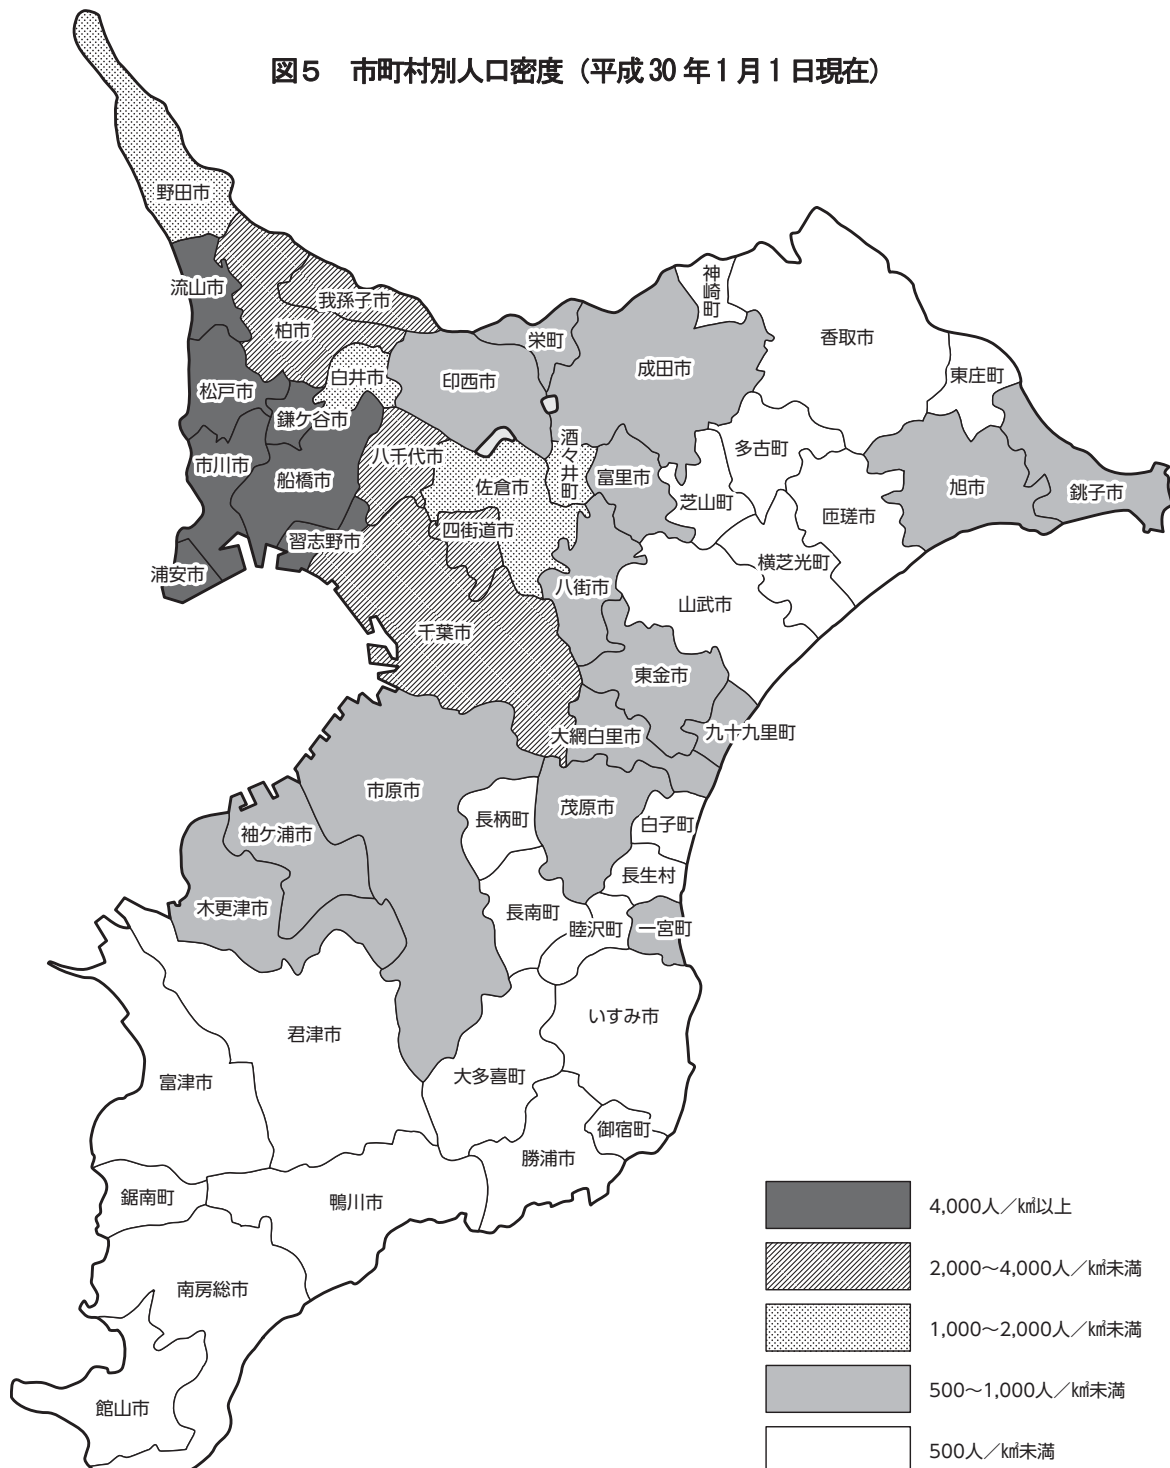 図５　市町村別人口密度（平成30年1月1日現在）
野田市
流山市
我孫子市
柏市
神崎町
香取市
栄町
成田市
印西市
白井市
東庄町
松戸市
鎌ケ谷市
酒々井町
多古町
八千代市
市川市
船橋市
佐倉市
富里市
旭市
銚子市
芝山町
匝瑳市
四街道市
習志野市
横芝光町
浦安市
八街市
山武市
千葉市
東金市
大網白里市
九十九里町
市原市
茂原市
長柄町
白子町
袖ケ浦市
長生村
木更津市
長南町
睦沢町
一宮町
いすみ市
君津市
大多喜町
富津市
御宿町
勝浦市
鋸南町
鴨川市
南房総市
館山市
4,000人／㎢以上
2,000～4,000人／㎢未満
1,000～2,000人／㎢未満
500～1,000人／㎢未満
500人／㎢未満